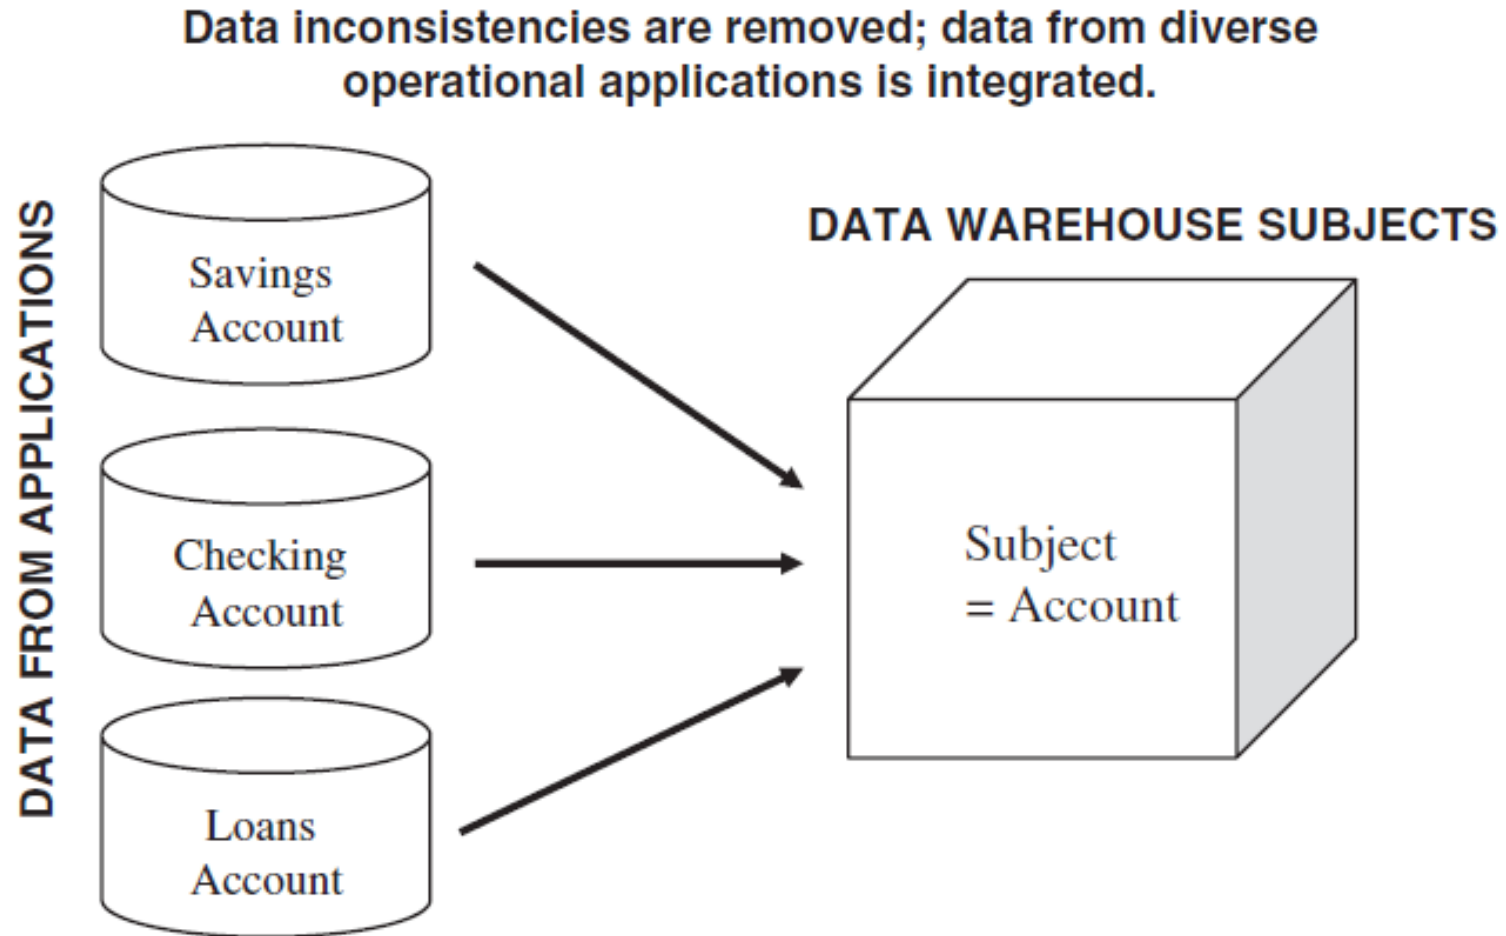 Data inconsistencies are removed; data from diverse
operational applications is integrated.
DATA FROM APPLICATIONS
Savings
Account
Checking
Account
Loans
Account
DATA WAREHOUSE SUBJECTS
Subject
= Account